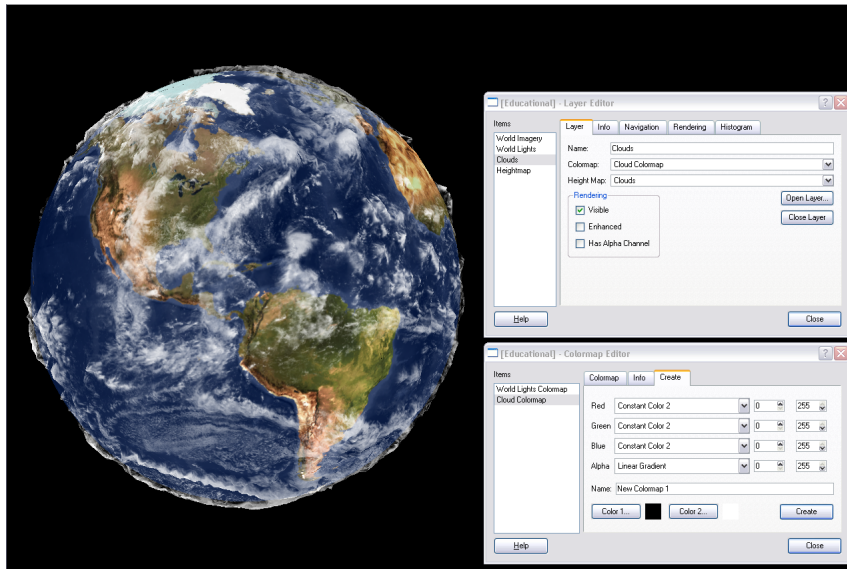 [Educational] - Layer Editor
Items
World Imagery
World Lights
Clouds
Heightmap
Layer Info Navigation Rendering Histogram
Name: Clouds
Colormap: Cloud Colormap
Height Map: Clouds
Rendering
Visible
Enhanced
Has Alpha Channel
Open Layer...
Close Layer
Help
Close
[Educational] - Colormap Editor
Items
World Lights Colormap
Cloud Colormap
Colormap Info Create
Red Constant Color 2 0 255
Green Constant Color 2 0 255
Blue Constant Color 2 0 255
Alpha Linear Gradient 0 255
Name: New Colormap 1
Color 1... Color 2... Create
Help
Close